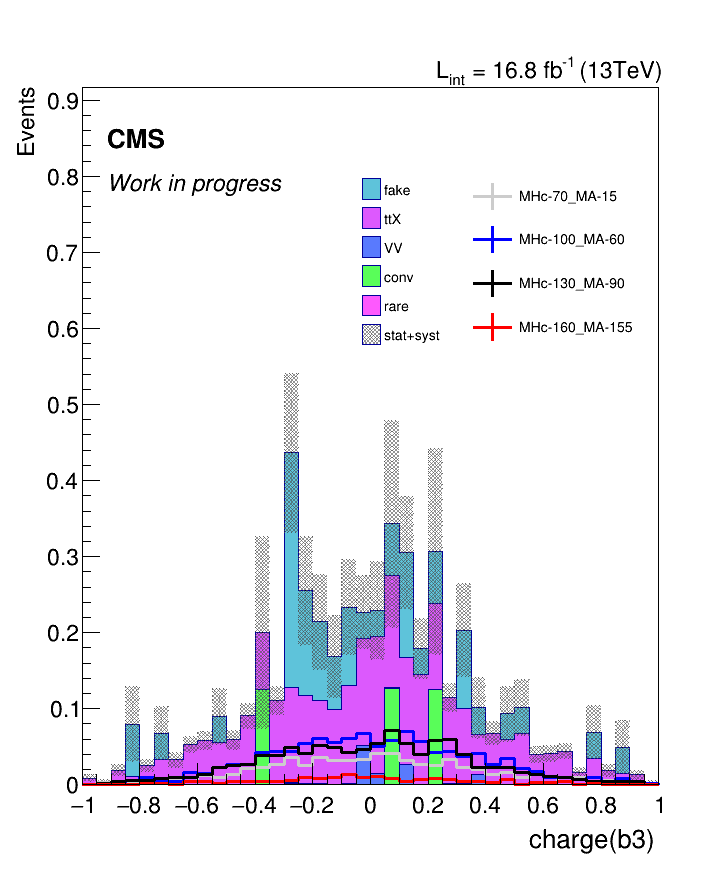 L_int = 16.8 fb^-1 (13TeV)
Events
0.9
CMS
0.8
Work in progress
fake
MHc-70_MA-15
ttX
0.7
MHc-100_MA-60
VV
conv
MHc-130_MA-90
rare
0.6
MHc-160_MA-155
stat+syst
0.5
0.4
0.3
0.2
0.1
0
−1 −0.8 −0.6 −0.4 −0.2 0 0.2 0.4 0.6 0.8 1
charge(b3)